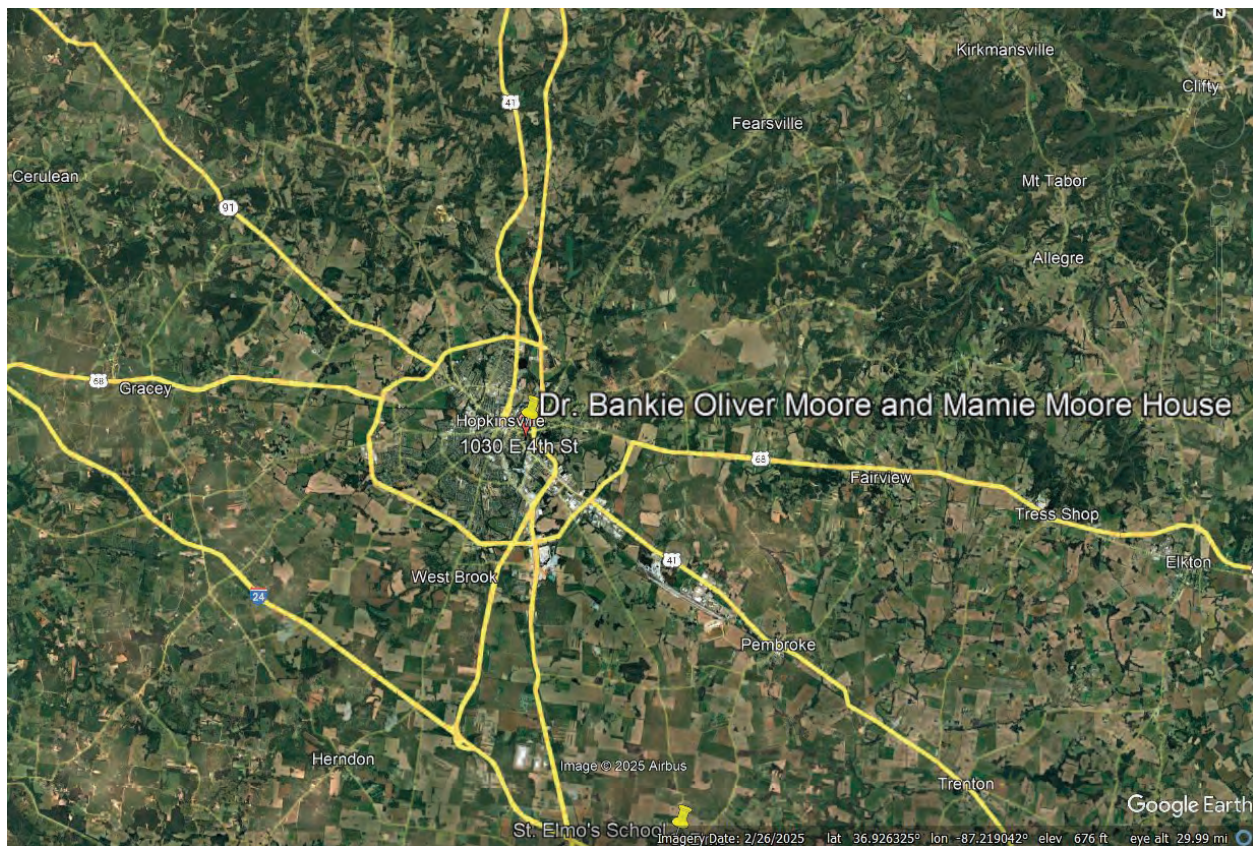 N
Kirkmansville
Clifty
41
Fearsville
Cerulean
Mt Tabor
91
Allegre
68
Gracey
Dr. Bankie Oliver Moore and Mamie Moore House
Hopkinsville
1030 E 4th St
68
Fairview
Tress Shop
41
Elkton
West Brook
24
Pembroke
Herndon
Image © 2025 Airbus
Trenton
Google Earth
St. Elmo's School
Imagery Date: 2/26/2025 lat 36.926325° lon -87.219042° elev 676 ft eye alt 29.99 mi